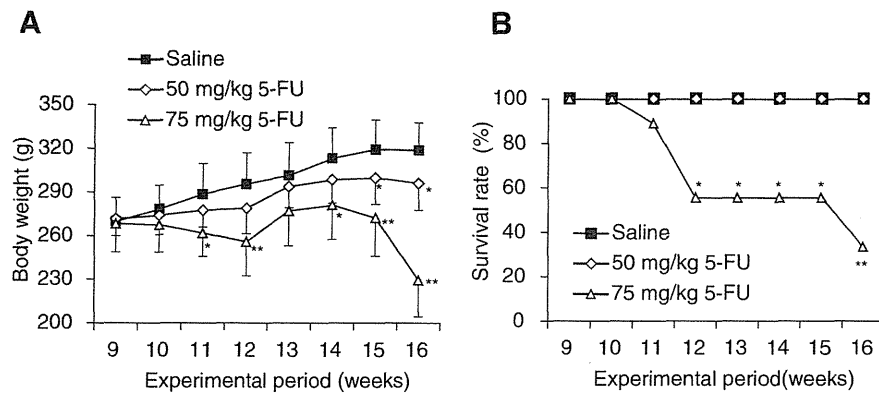 A
Saline
50 mg/kg 5-FU
75 mg/kg 5-FU
350
320
290
260
230
200
Body weight (g)
*
**
*
*
**
*
**
9 10 11 12 13 14 15 16
Experimental period (weeks)
B
100
80
60
40
20
0
Survival rate (%)
* * * *
**
Saline
50 mg/kg 5-FU
75 mg/kg 5-FU
9 10 11 12 13 14 15 16
Experimental period(weeks)